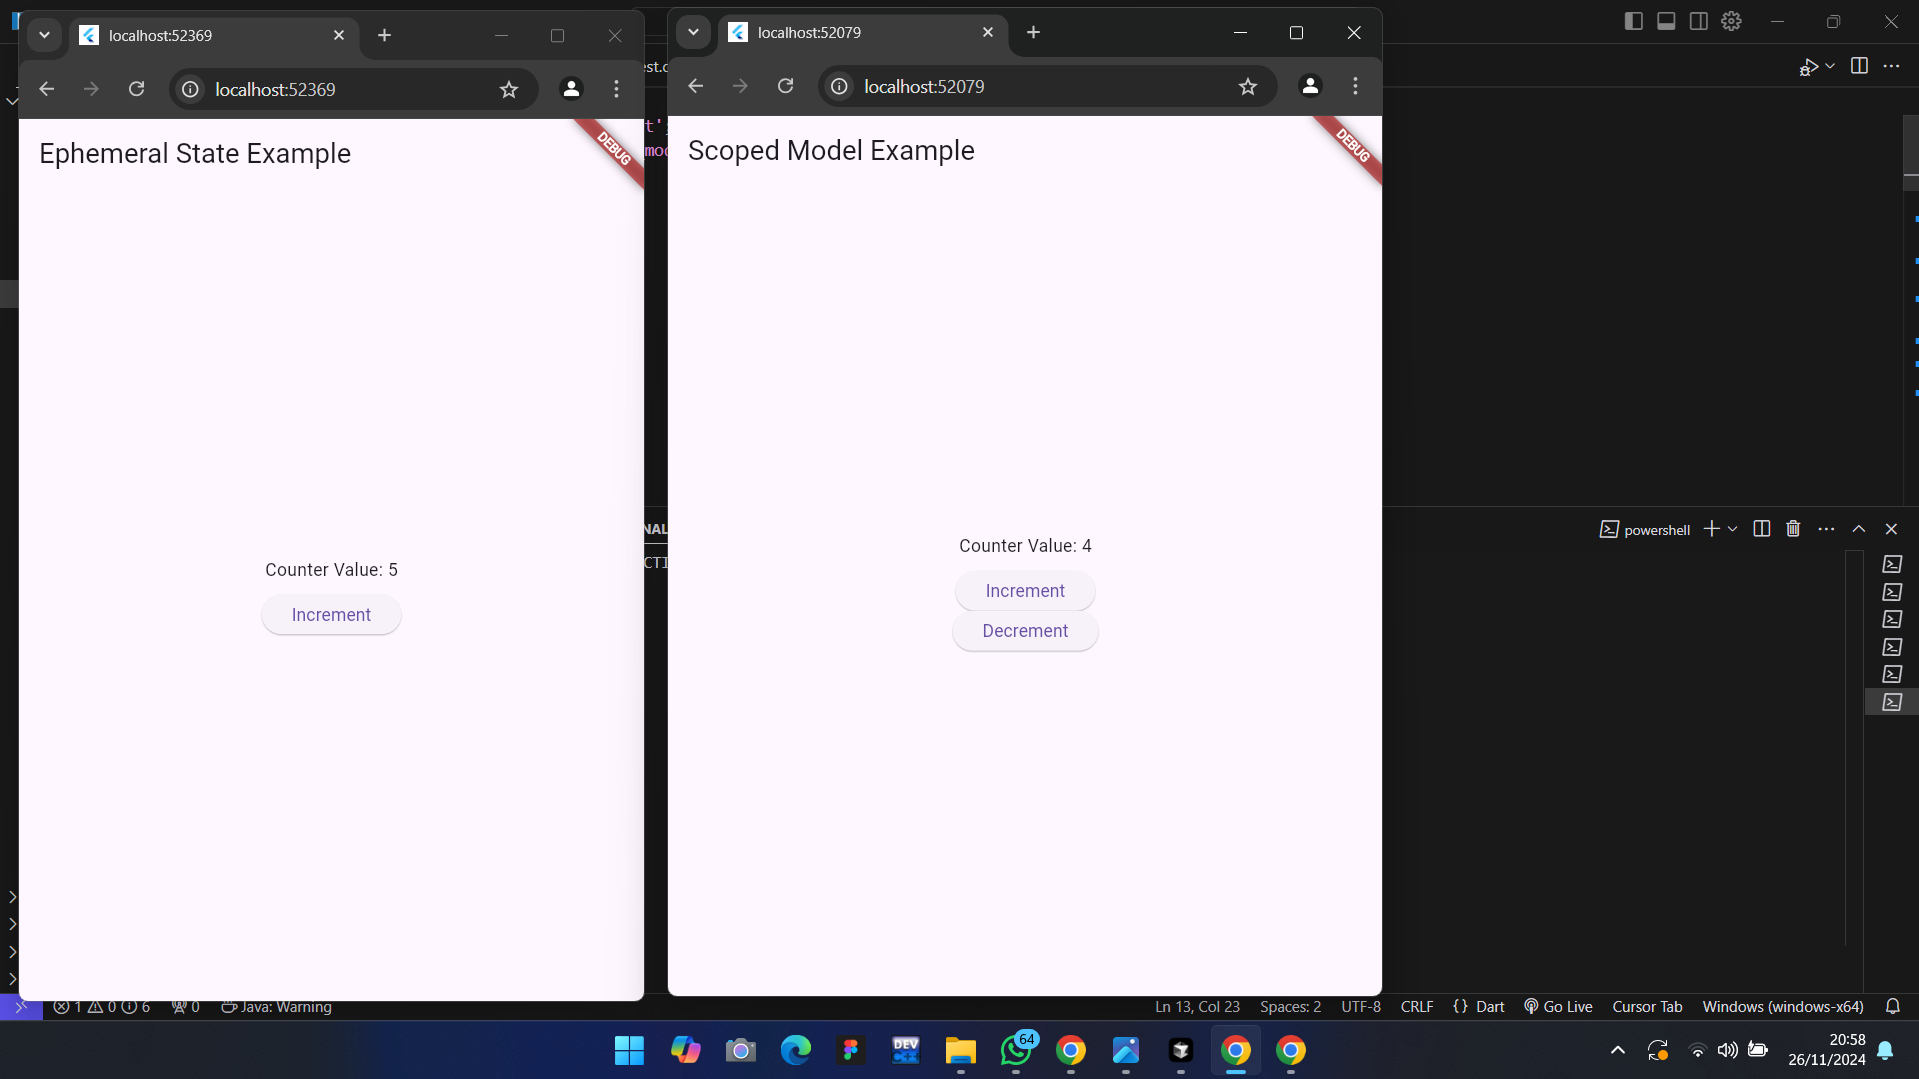 localhost:52369
localhost:52369
Ephemeral State Example
DEBUG
Counter Value: 5
Increment
localhost:52079
localhost:52079
Scoped Model Example
DEBUG
Counter Value: 4
Increment
Decrement
powershell
1 0 6 0 Java: Warning
Ln 13, Col 23 Spaces: 2 UTF-8 CRLF {} Dart Go Live Cursor Tab Windows (windows-x64)
DEV
C++
64
20:58
26/11/2024